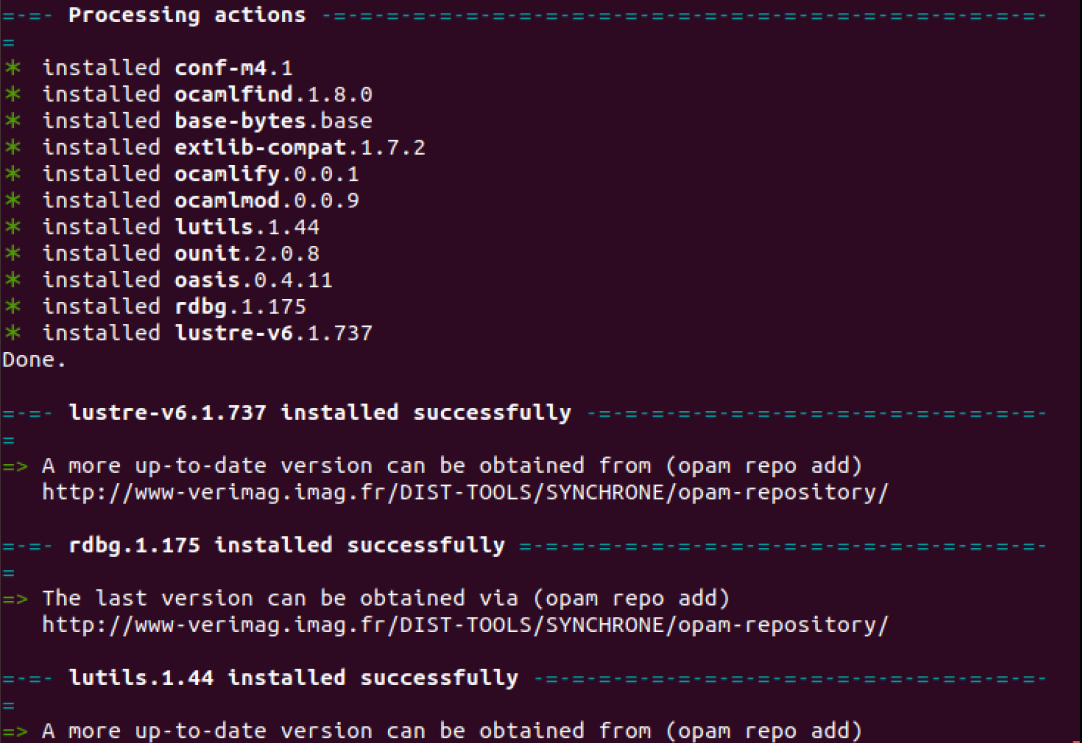 =-=- Processing actions -=-=-=-=-=-=-=-=-=-=-=-=-=-=-=-=-=-=-=-=-=-=-=-=-=-=-=-
=
* installed conf-m4.1
* installed ocamlfind.1.8.0
* installed base-bytes.base
* installed extlib-compat.1.7.2
* installed ocamlify.0.0.1
* installed ocamlmod.0.0.9
* installed lutils.1.44
* installed ounit.2.0.8
* installed oasis.0.4.11
* installed rdbg.1.175
* installed lustre-v6.1.737
Done.
=-=- lustre-v6.1.737 installed successfully -=-=-=-=-=-=-=-=-=-=-=-=-=-=-=-=-=-
=
=> A more up-to-date version can be obtained from (opam repo add)
http://www-verimag.imag.fr/DIST-TOOLS/SYNCHRONE/opam-repository/
=-=- rdbg.1.175 installed successfully =-=-=-=-=-=-=-=-=-=-=-=-=-=-=-=-=-=-=-=-
=
=> The last version can be obtained via (opam repo add)
http://www-verimag.imag.fr/DIST-TOOLS/SYNCHRONE/opam-repository/
=-=- lutils.1.44 installed successfully -=-=-=-=-=-=-=-=-=-=-=-=-=-=-=-=-=-=-=-
=
=> A more up-to-date version can be obtained from (opam repo add)